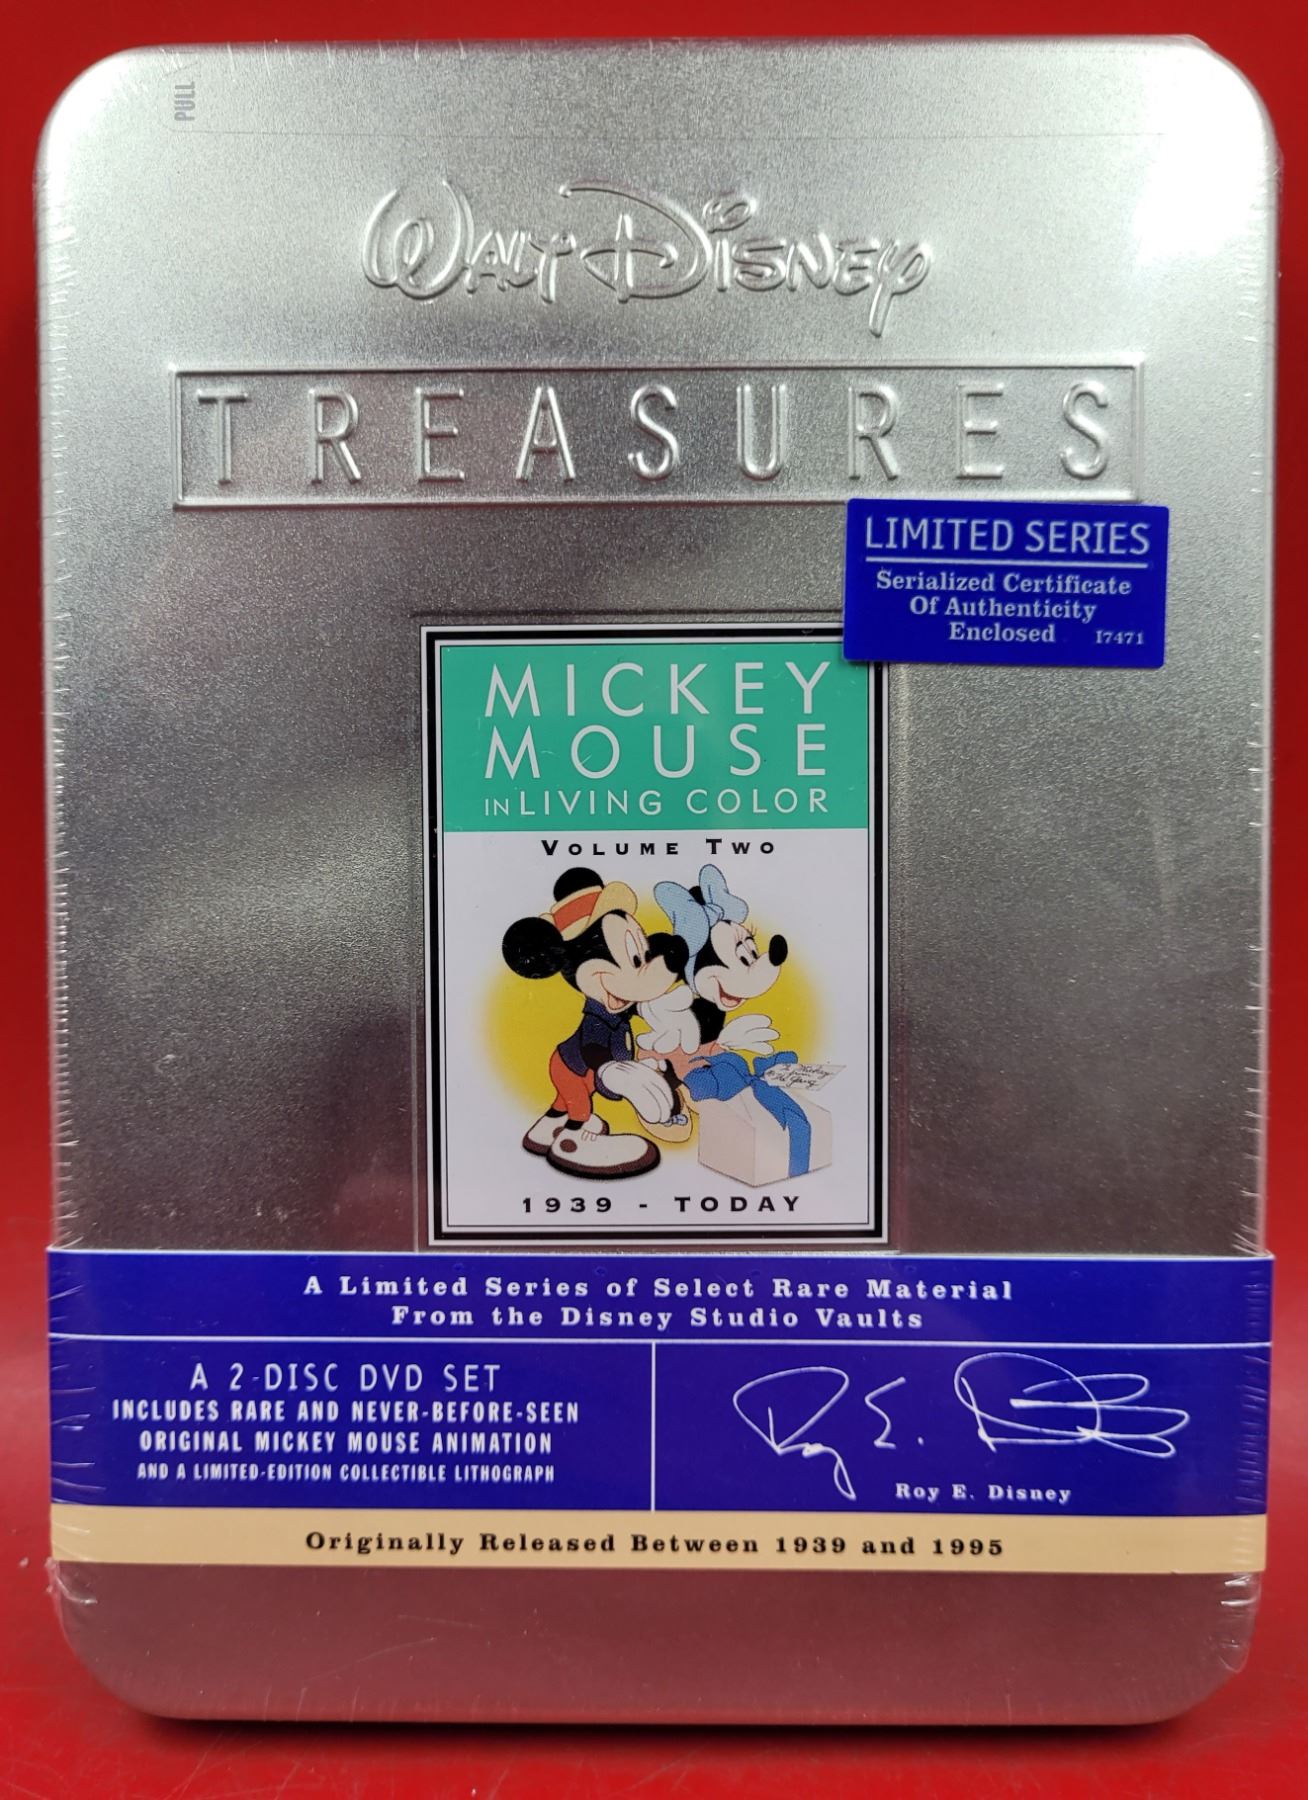 PULL
WALT DISNEY
TREASURES
LIMITED SERIES
Serialized Certificate
Of Authenticity
Enclosed 17471
MICKEY
MOUSE
IN LIVING COLOR
VOLUME TWO
1939 - TODAY
A Limited Series of Select Rare Material
From the Disney Studio Vaults
A 2-DISC DVD SET
INCLUDES RARE AND NEVER-BEFORE-SEEN
ORIGINAL MICKEY MOUSE ANIMATION
AND A LIMITED-EDITION COLLECTIBLE LITHOGRAPH
Roy E. Disney
Roy E. Disney
Originally Released Between 1939 and 1995